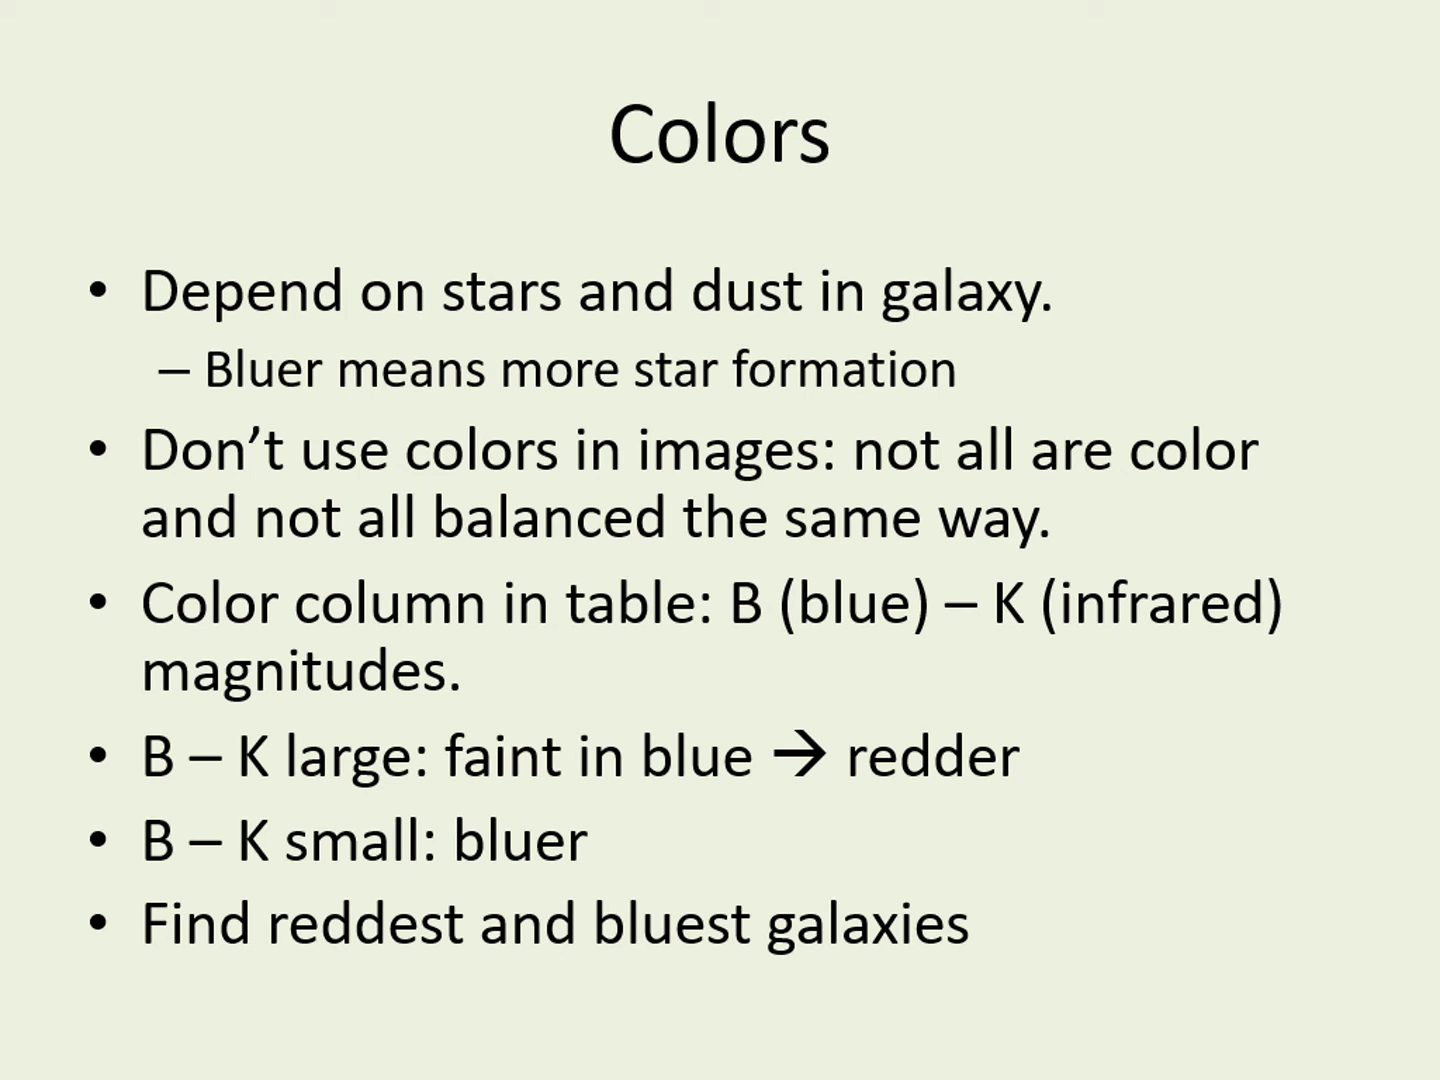 Colors
• Depend on stars and dust in galaxy.
– Bluer means more star formation
• Don’t use colors in images: not all are color
and not all balanced the same way.
• Color column in table: B (blue) – K (infrared)
magnitudes.
• B – K large: faint in blue → redder
• B – K small: bluer
• Find reddest and bluest galaxies